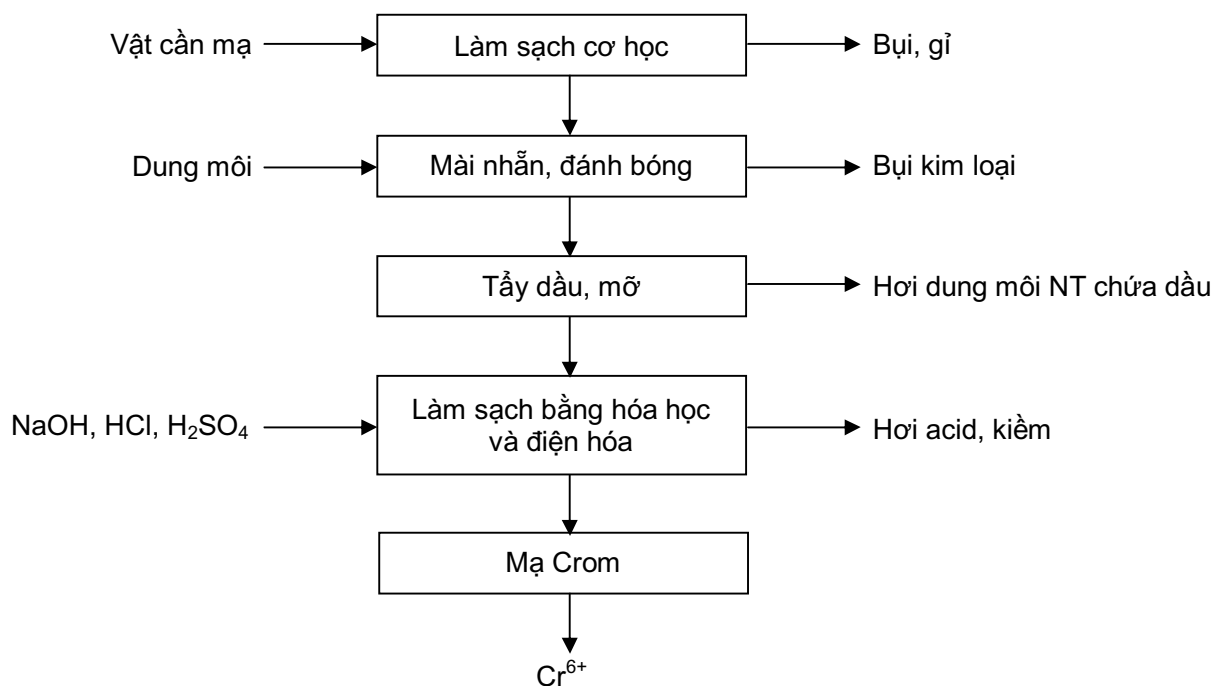 Vật cần mạ
Làm sạch cơ học
Bụi, gỉ
Dung môi
Mài nhẵn, đánh bóng
Bụi kim loại
Tẩy dầu, mỡ
Hơi dung môi NT chứa dầu
NaOH, HCl, H₂SO₄
Làm sạch bằng hóa học
và điện hóa
Hơi acid, kiềm
Mạ Crom
Cr⁶⁺